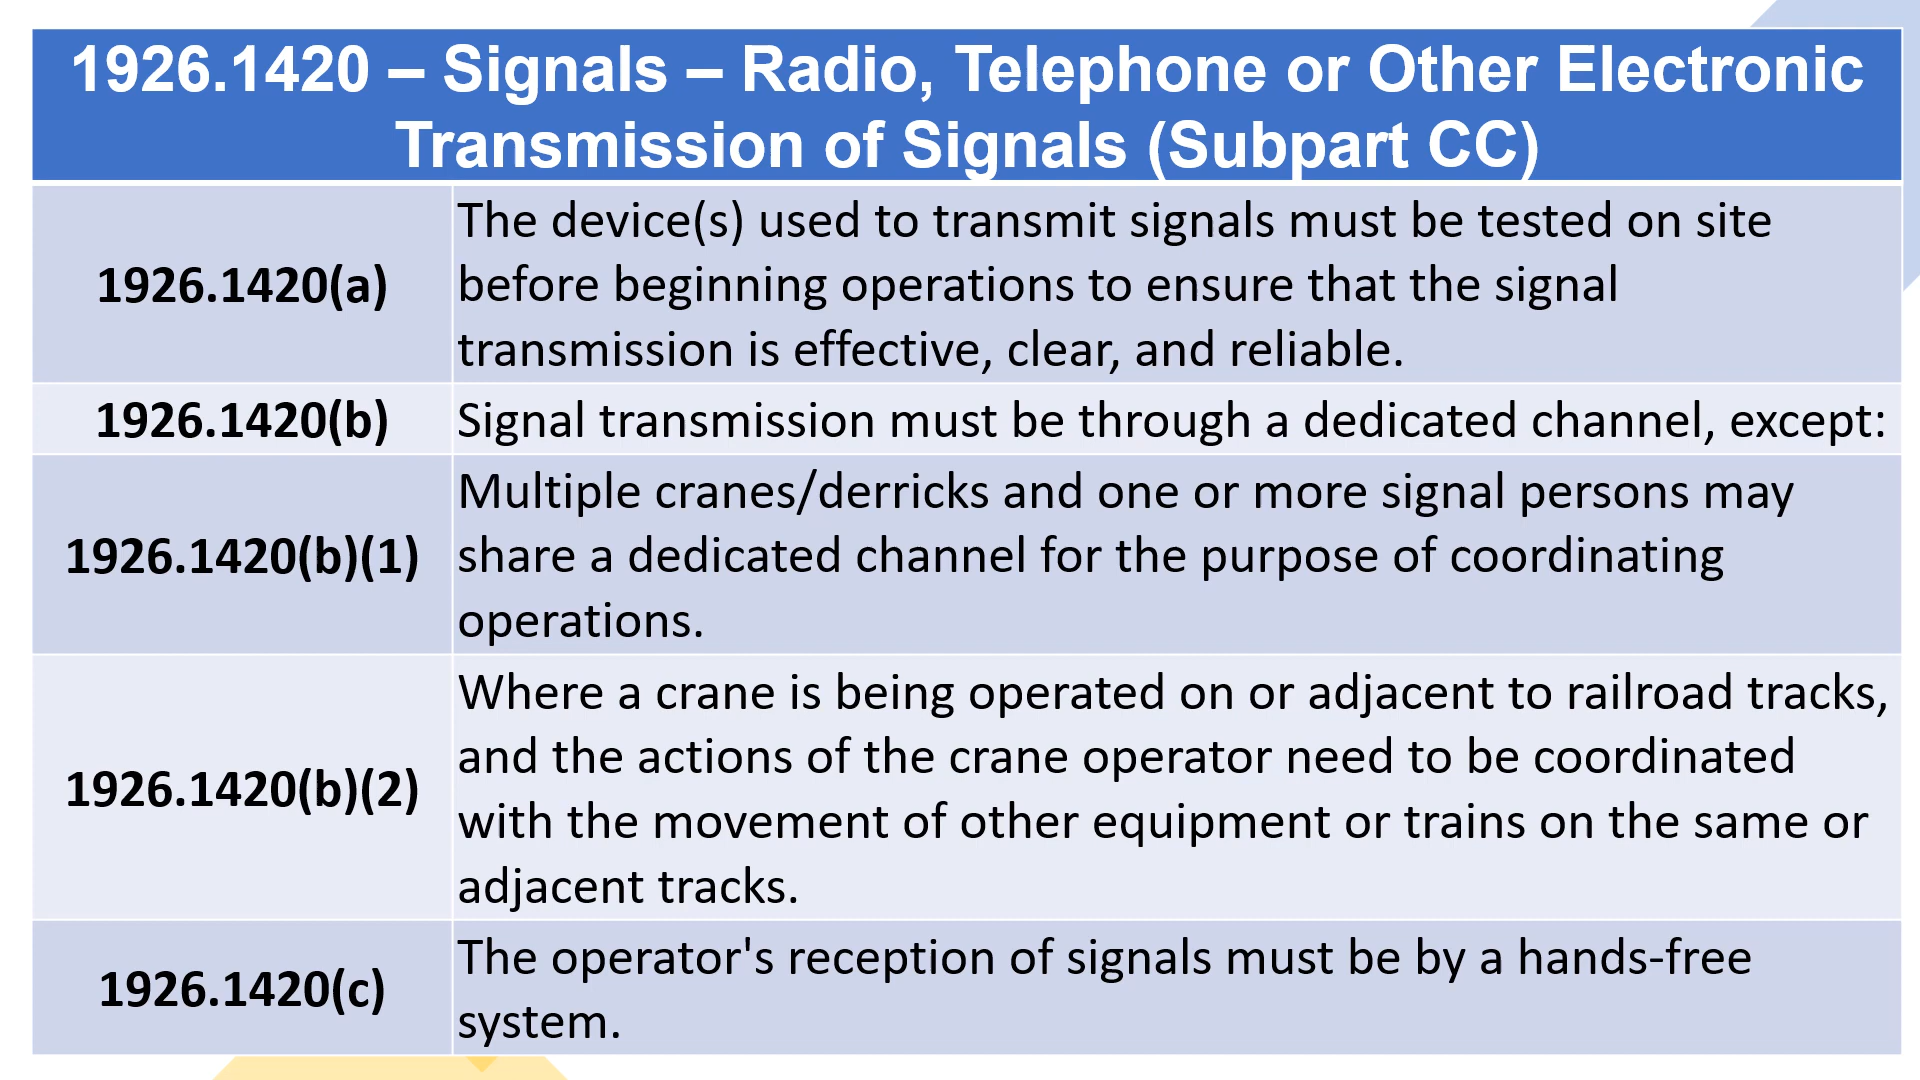 1926.1420 – Signals – Radio, Telephone or Other Electronic
Transmission of Signals (Subpart CC)
1926.1420(a)
The device(s) used to transmit signals must be tested on site
before beginning operations to ensure that the signal
transmission is effective, clear, and reliable.
1926.1420(b)
Signal transmission must be through a dedicated channel, except:
1926.1420(b)(1)
Multiple cranes/derricks and one or more signal persons may
share a dedicated channel for the purpose of coordinating
operations.
1926.1420(b)(2)
Where a crane is being operated on or adjacent to railroad tracks,
and the actions of the crane operator need to be coordinated
with the movement of other equipment or trains on the same or
adjacent tracks.
1926.1420(c)
The operator's reception of signals must be by a hands-free
system.